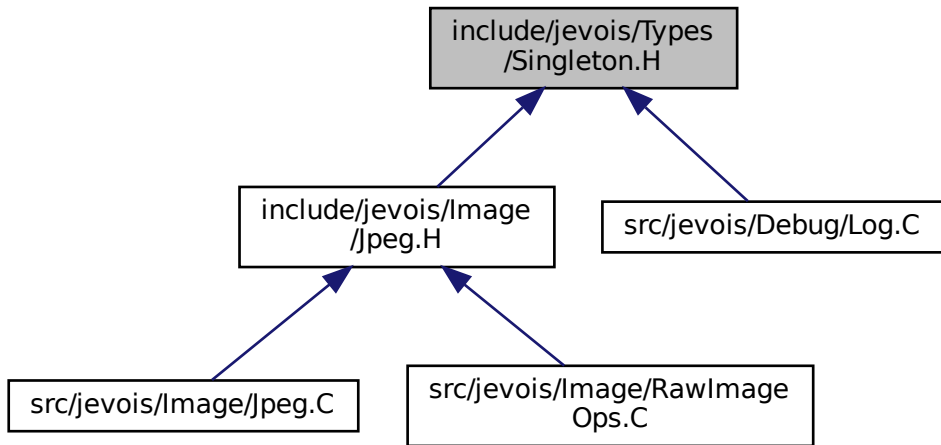 include/jevois/Types
/Singleton.H
include/jevois/Image
/Jpeg.H
src/jevois/Debug/Log.C
src/jevois/Image/Jpeg.C
src/jevois/Image/RawImage
Ops.C